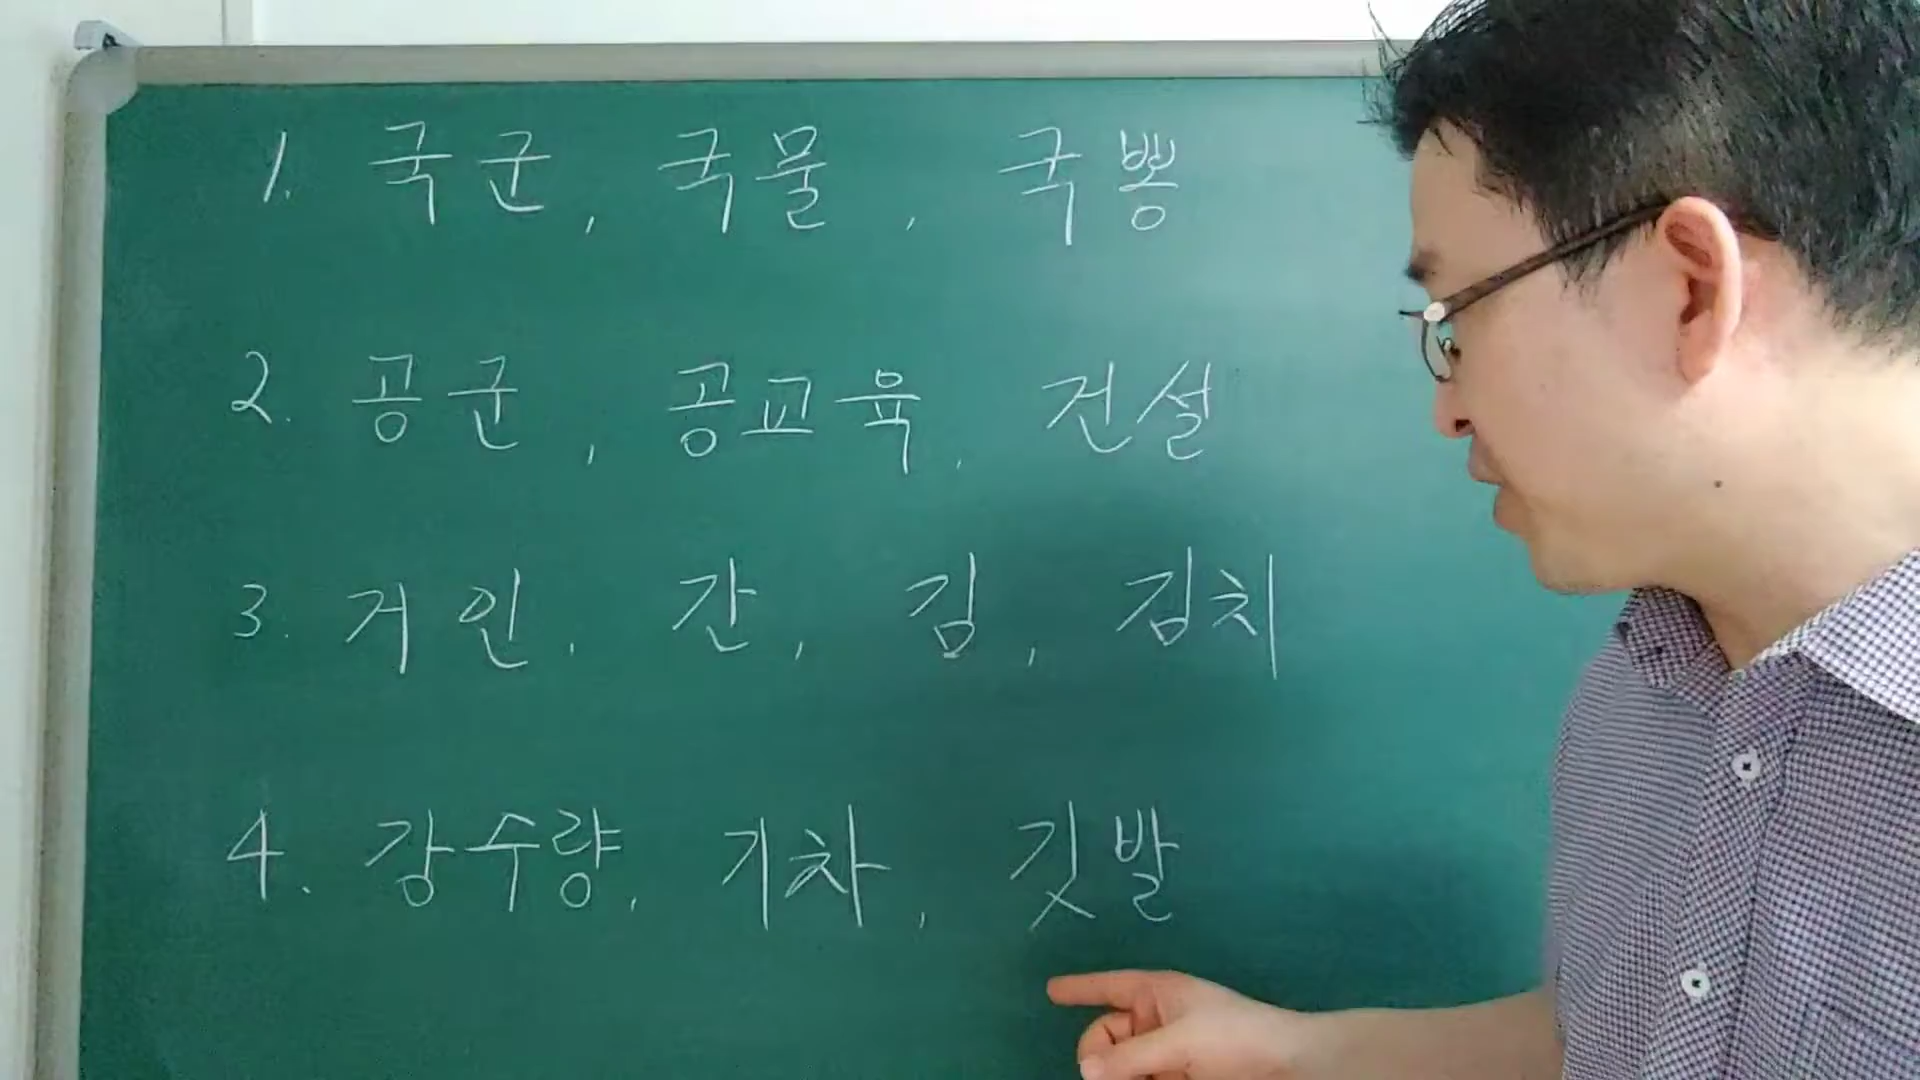 1. 국군, 국물, 국뽕
2. 공군, 공교육, 건설
3. 거인, 간, 김, 김치
4. 강수량, 기차, 깃발